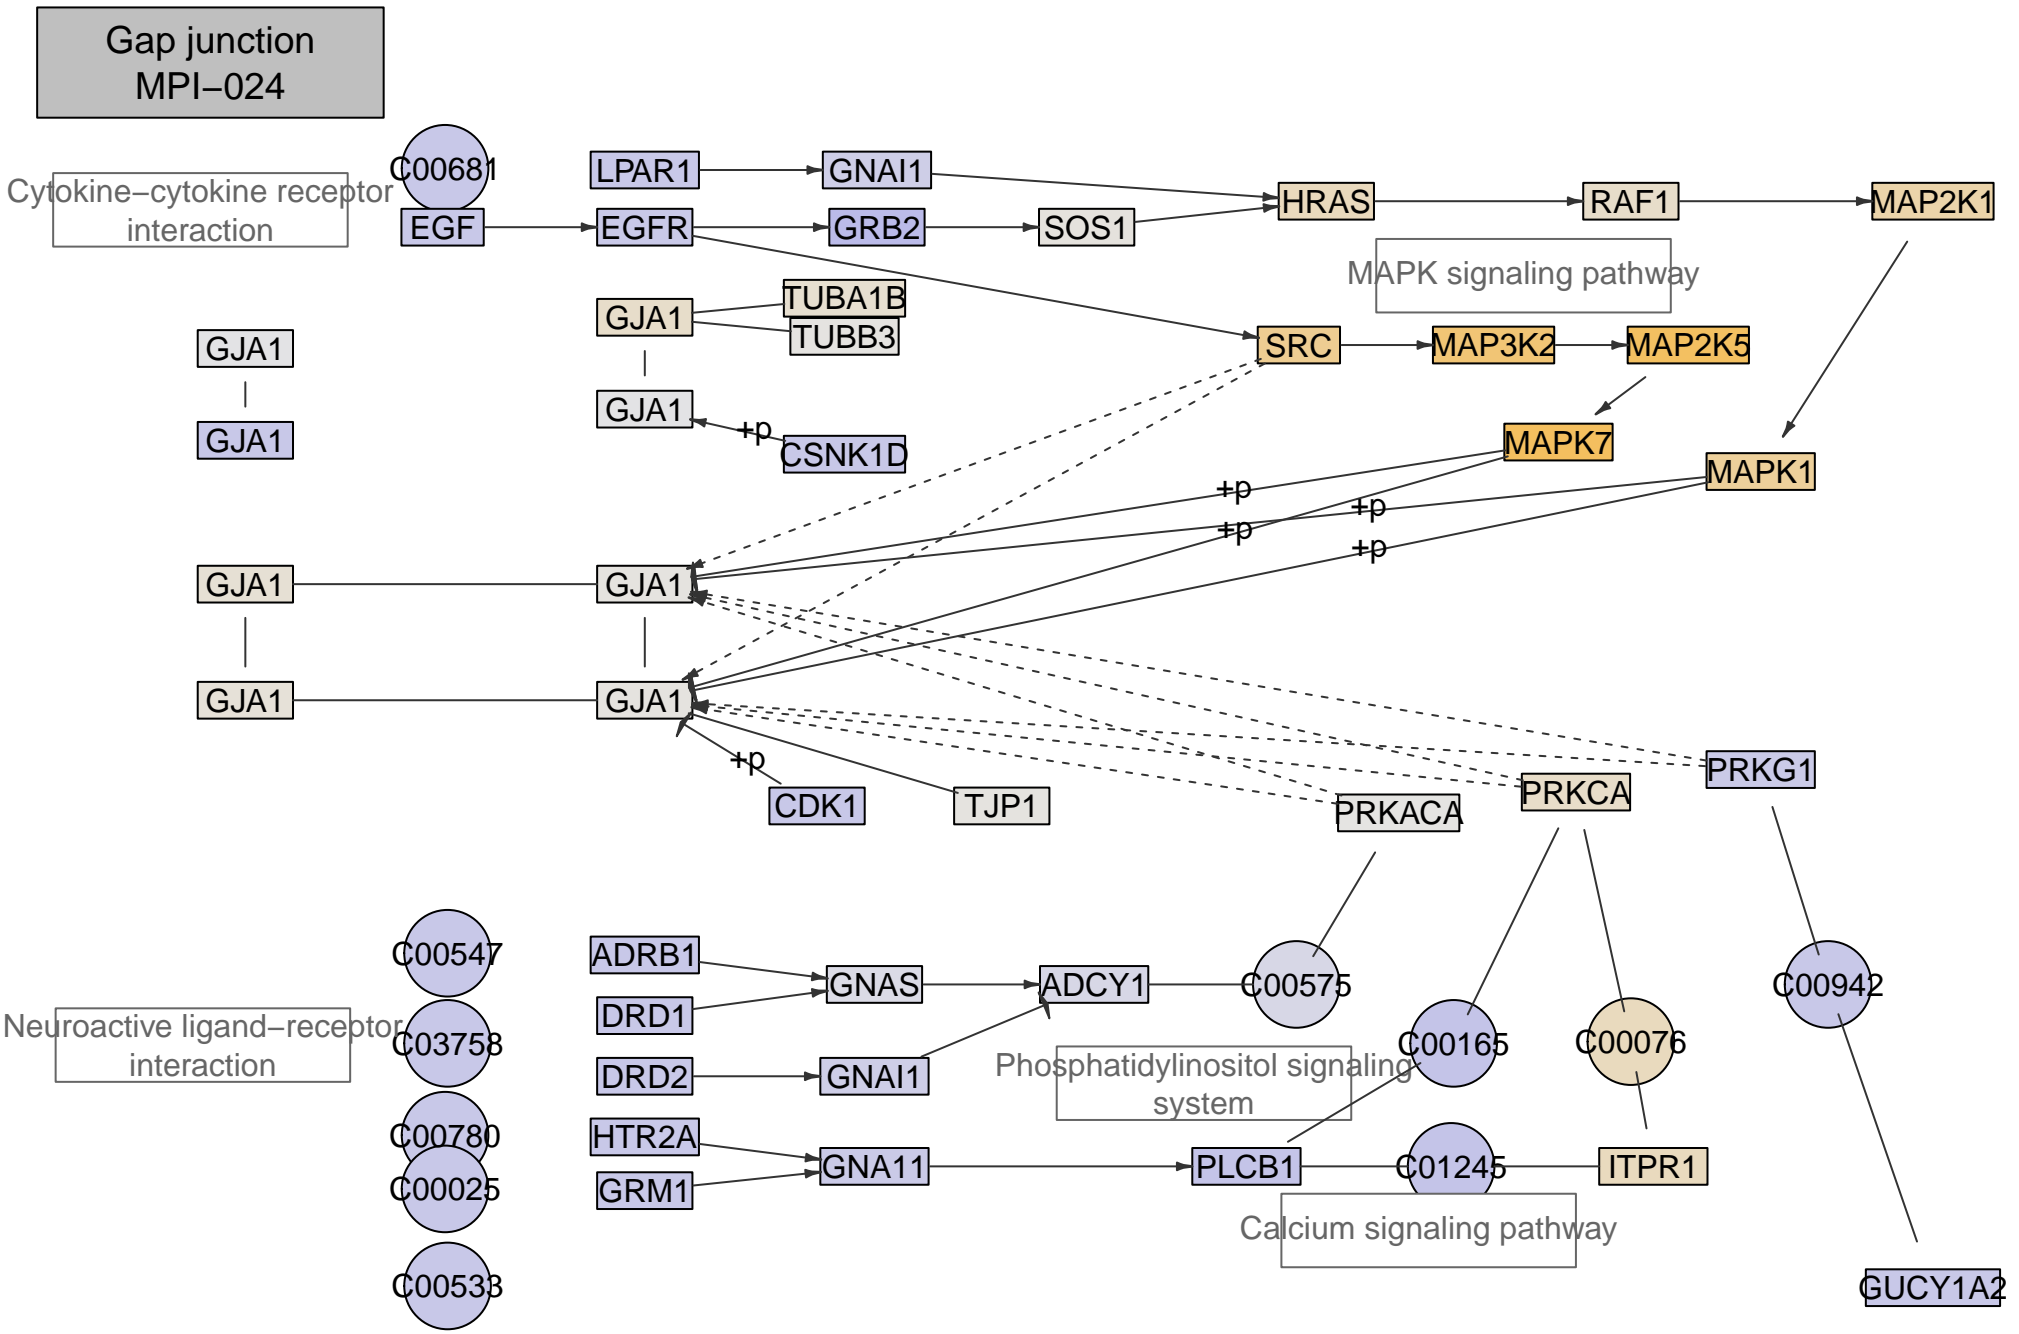 Gap junction
MPI−024
C00681
LPAR1
GNAI1
Cytokine−cytokine receptor
interaction
HRAS
RAF1
MAP2K1
EGF
EGFR
GRB2
SOS1
MAPK signaling pathway
TUBA1B
GJA1
TUBB3
GJA1
SRC
MAP3K2
MAP2K5
GJA1
+p
GJA1
CSNK1D
MAPK7
MAPK1
+p
+p
+p
+p
GJA1
GJA1
GJA1
GJA1
+p
CDK1
TJP1
PRKACA
PRKCA
PRKG1
C00547
ADRB1
GNAS
ADCY1
C00575
C00942
DRD1
Neuroactive ligand−receptor
interaction
C03758
C00165
C00076
DRD2
GNAI1
Phosphatidylinositol signaling
system
C00780
HTR2A
GNA11
PLCB1
C01245
ITPR1
C00025
GRM1
Calcium signaling pathway
C00533
GUCY1A2